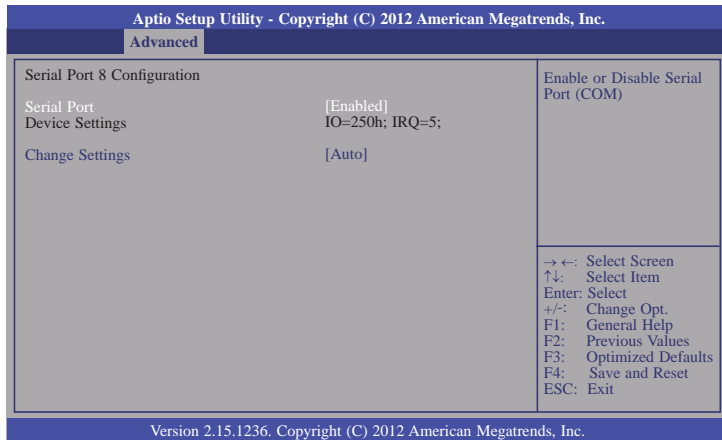 Aptio Setup Utility - Copyright (C) 2012 American Megatrends, Inc.
Advanced
Serial Port 8 Configuration
Serial Port [Enabled]
Device Settings IO=250h; IRQ=5;
Change Settings [Auto]
Enable or Disable Serial
Port (COM)
→ ←: Select Screen
↑↓: Select Item
Enter: Select
+/-: Change Opt.
F1: General Help
F2: Previous Values
F3: Optimized Defaults
F4: Save and Reset
ESC: Exit
Version 2.15.1236. Copyright (C) 2012 American Megatrends, Inc.